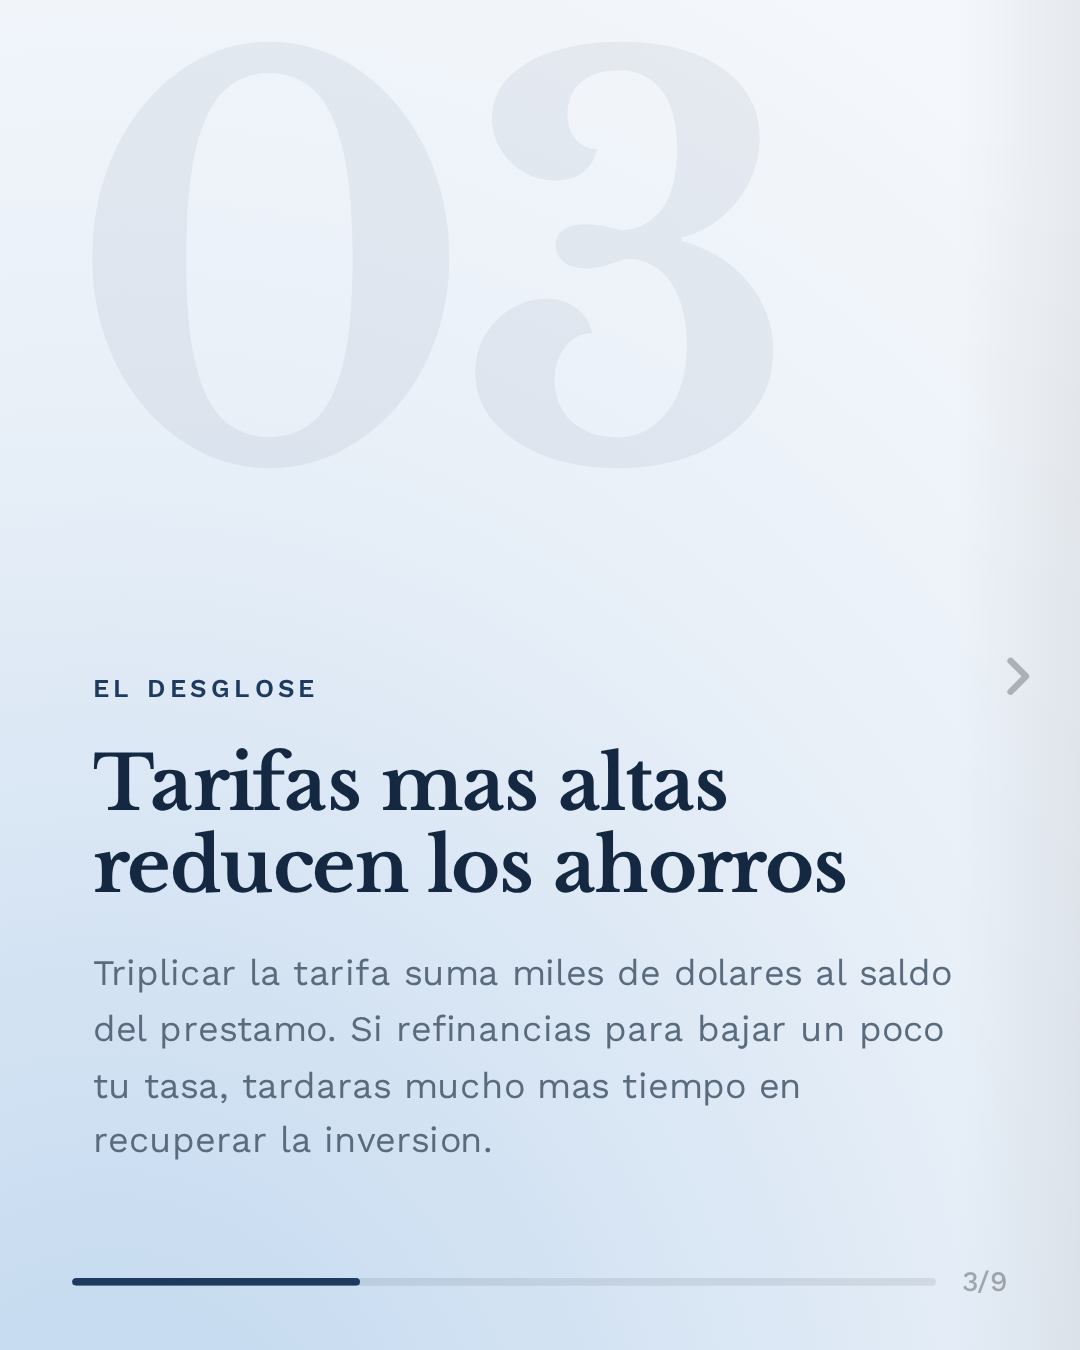 03
EL DESGLOSE
Tarifas mas altas
reducen los ahorros
Triplicar la tarifa suma miles de dolares al saldo
del prestamo. Si refinancias para bajar un poco
tu tasa, tardaras mucho mas tiempo en
recuperar la inversion.
3/9